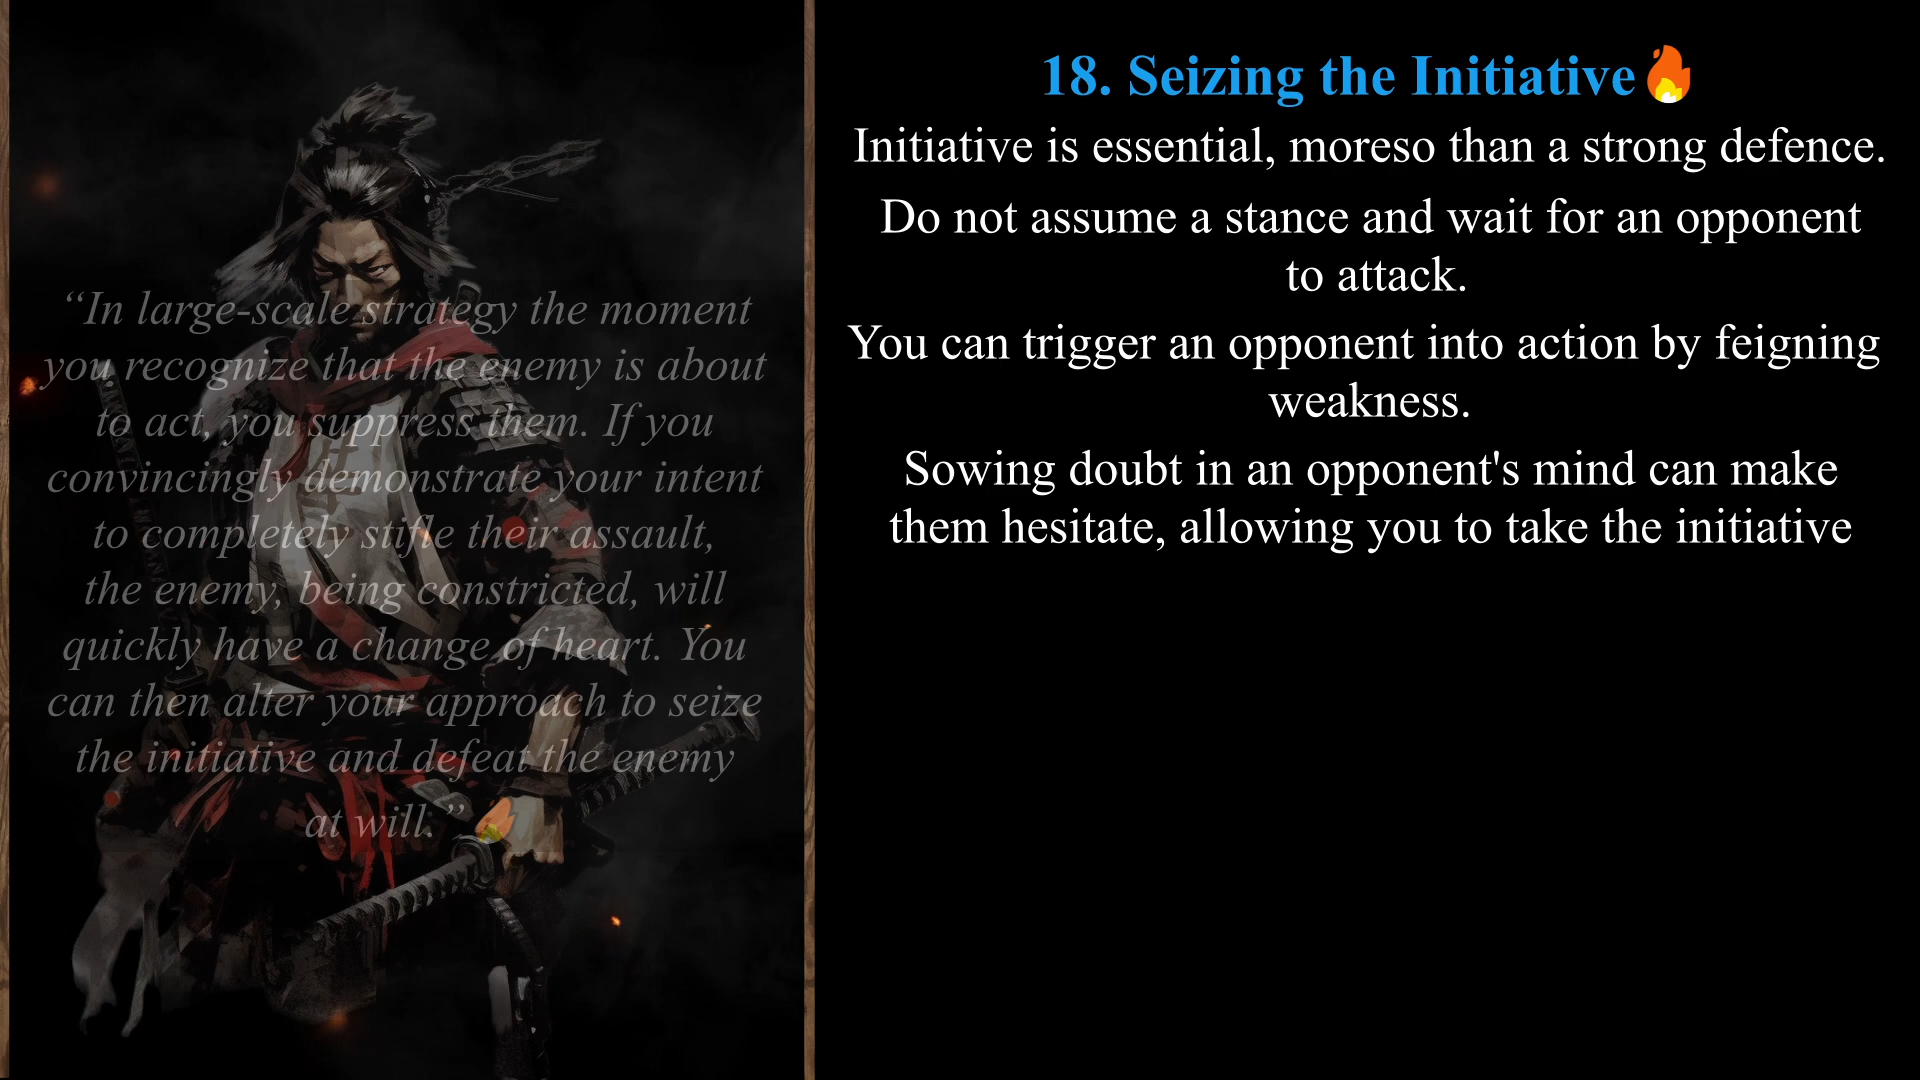 “In large-scale strategy the moment
you recognize that the enemy is about
to act, you suppress them. If you
convincingly demonstrate your intent
to completely stifle their assault,
the enemy, being constricted, will
quickly have a change of heart. You
can then alter your approach to seize
the initiative and defeat the enemy
at will.”
18. Seizing the Initiative🔥
Initiative is essential, moreso than a strong defence.
Do not assume a stance and wait for an opponent
to attack.
You can trigger an opponent into action by feigning
weakness.
Sowing doubt in an opponent's mind can make
them hesitate, allowing you to take the initiative